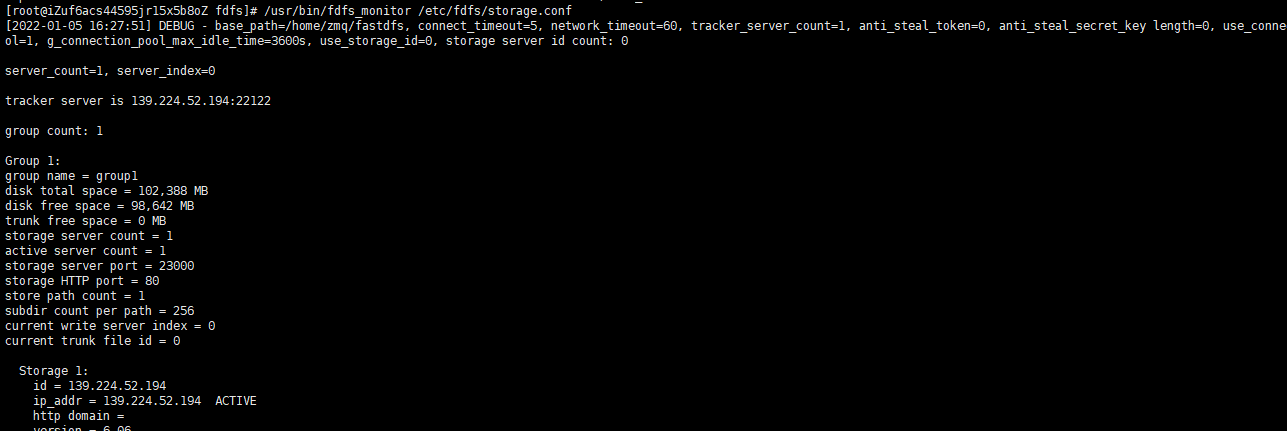 [root@iZuf6acs44595jr15x5b8oZ fdfs]# /usr/bin/fdfs_monitor /etc/fdfs/storage.conf
[2022-01-05 16:27:51] DEBUG - base_path=/home/zmq/fastdfs, connect_timeout=5, network_timeout=60, tracker_server_count=1, anti_steal_token=0, anti_steal_secret_key length=0, use_conne
ol=1, g_connection_pool_max_idle_time=3600s, use_storage_id=0, storage server id count: 0
server_count=1, server_index=0
tracker server is 139.224.52.194:22122
group count: 1
Group 1:
group name = group1
disk total space = 102,388 MB
disk free space = 98,642 MB
trunk free space = 0 MB
storage server count = 1
active server count = 1
storage server port = 23000
storage HTTP port = 80
store path count = 1
subdir count per path = 256
current write server index = 0
current trunk file id = 0
Storage 1:
id = 139.224.52.194
ip_addr = 139.224.52.194 ACTIVE
http domain =
version = 6.06